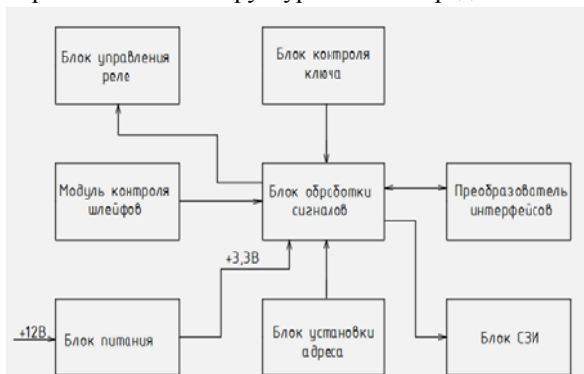 Блок управления
реле
Блок контроля
ключа
Модуль контроля
шлейфов
Блок обработки
сигналов
Преобразователь
интерфейсов
+3,3В
+12В
Блок питания
Блок установки
адреса
Блок СЗИ